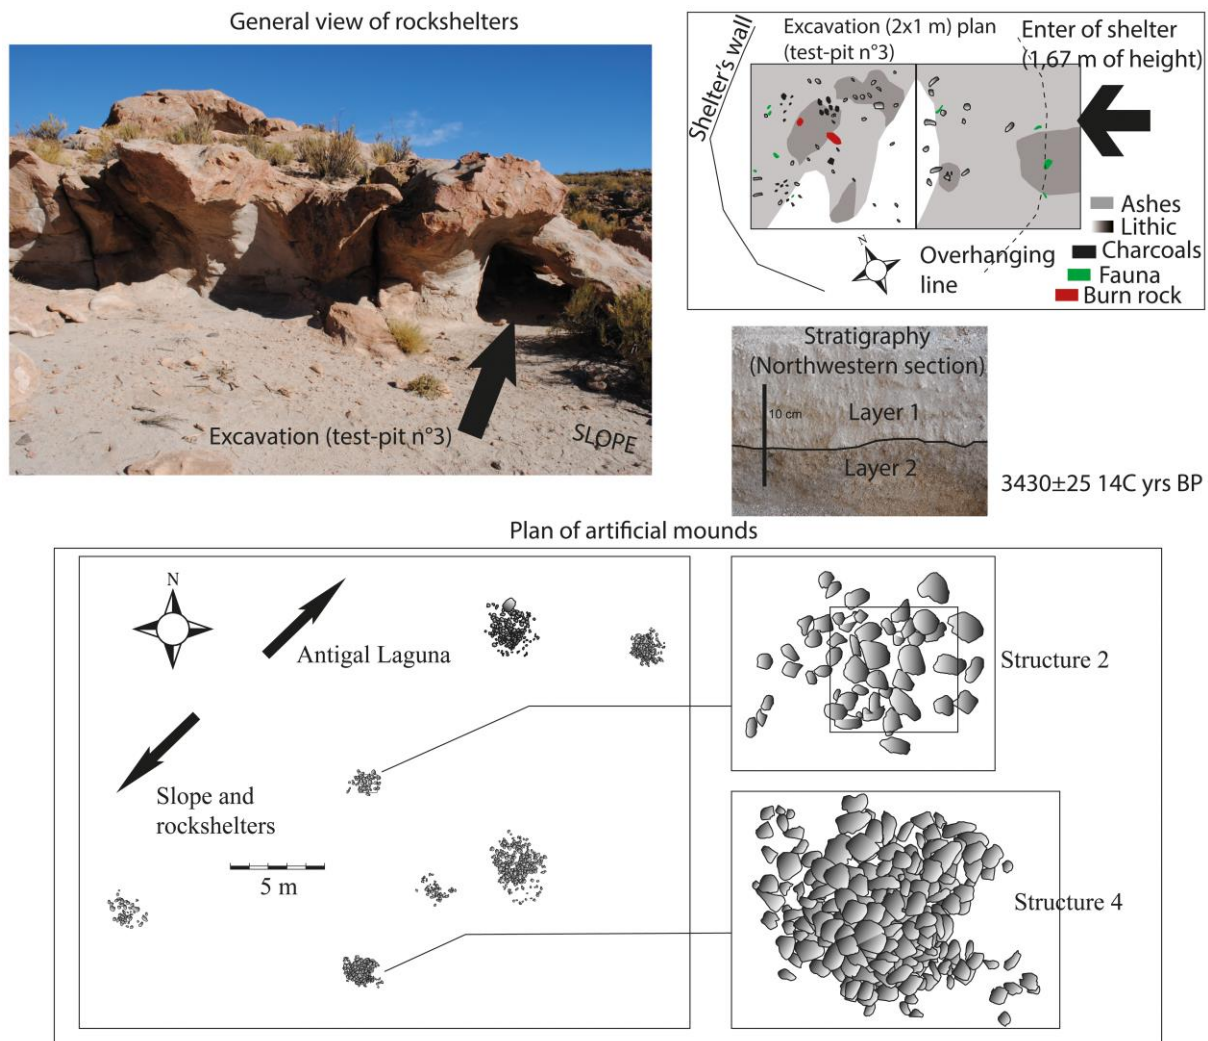 General view of rockshelters
Excavation (test-pit n°3)
SLOPE
Shelter's wall
Excavation (2x1 m) plan
(test-pit n°3)
Enter of shelter
(1,67 m of height)
N
Overhanging
line
Ashes
Lithic
Charcoals
Fauna
Burn rock
Stratigraphy
(Northwestern section)
10 cm
Layer 1
Layer 2
3430±25 14C yrs BP
Plan of artificial mounds
N
Antigal Laguna
Slope and
rockshelters
5 m
Structure 2
Structure 4